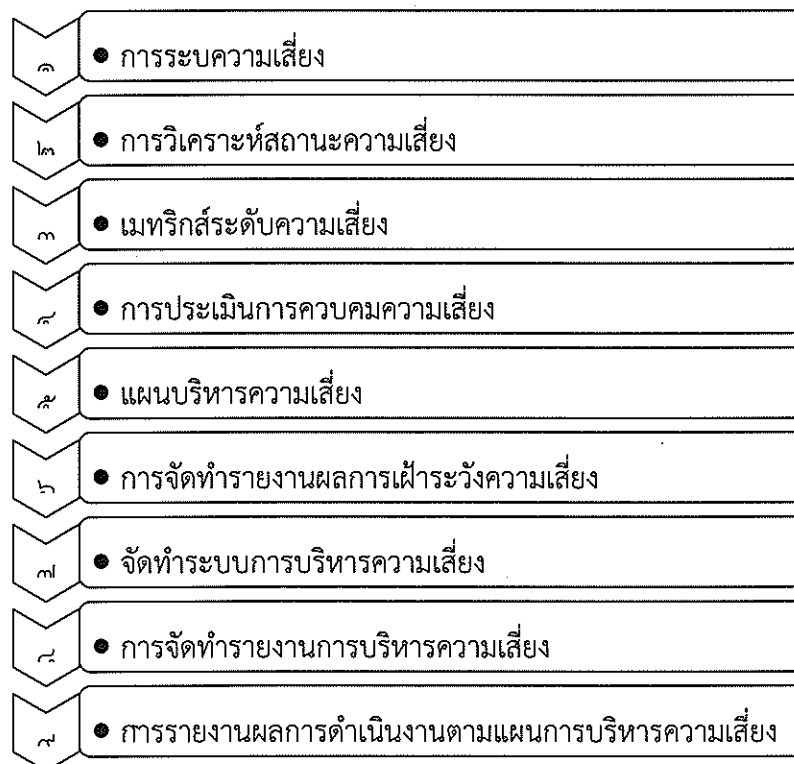 ๑ ● การระบความเสี่ยง
๒ ● การวิเคราะห์สถานะความเสี่ยง
๓ ● เมทริกส์ระดับความเสี่ยง
๔ ● การประเมินการควบคมความเสี่ยง
๕ ● แผนบริหารความเสี่ยง
๖ ● การจัดทำรายงานผลการเฝ้าระวังความเสี่ยง
๗ ● จัดทำระบบการบริหารความเสี่ยง
๘ ● การจัดทำรายงานการบริหารความเสี่ยง
๙ ● การรายงานผลการดำเนินงานตามแผนการบริหารความเสี่ยง